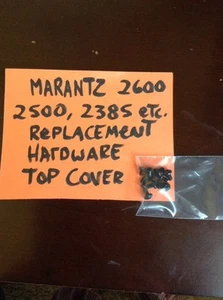 MARANTZ 2600
2500, 2385 etc.
RePLACEMENT
HARDWARE
TOP COVER